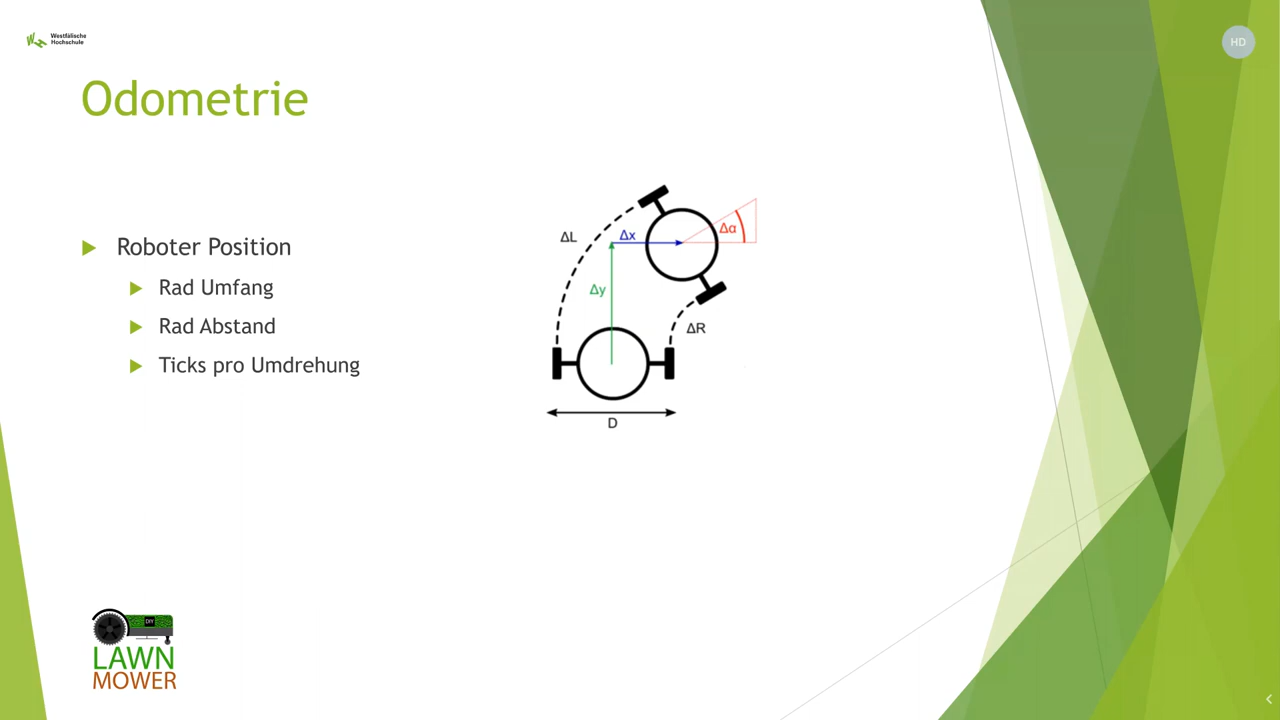 Westfälische
Hochschule
HD
Odometrie
Roboter Position
Rad Umfang
Rad Abstand
Ticks pro Umdrehung
ΔL
Δx
Δα
Δy
ΔR
D
DIY
LAWN
MOWER